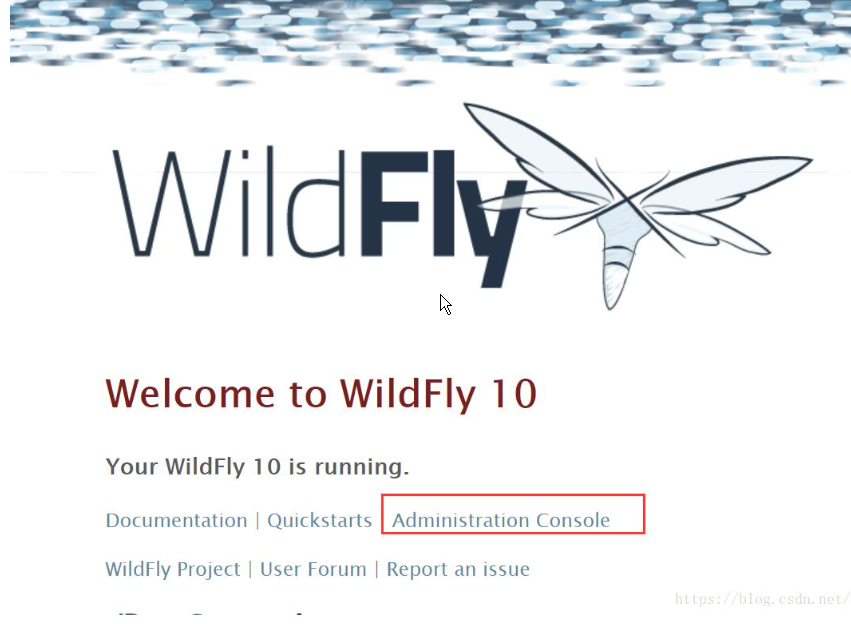 WildFly
Welcome to WildFly 10
Your WildFly 10 is running.
Documentation | Quickstarts Administration Console
WildFly Project | User Forum | Report an issue
https://blog.csdn.net/